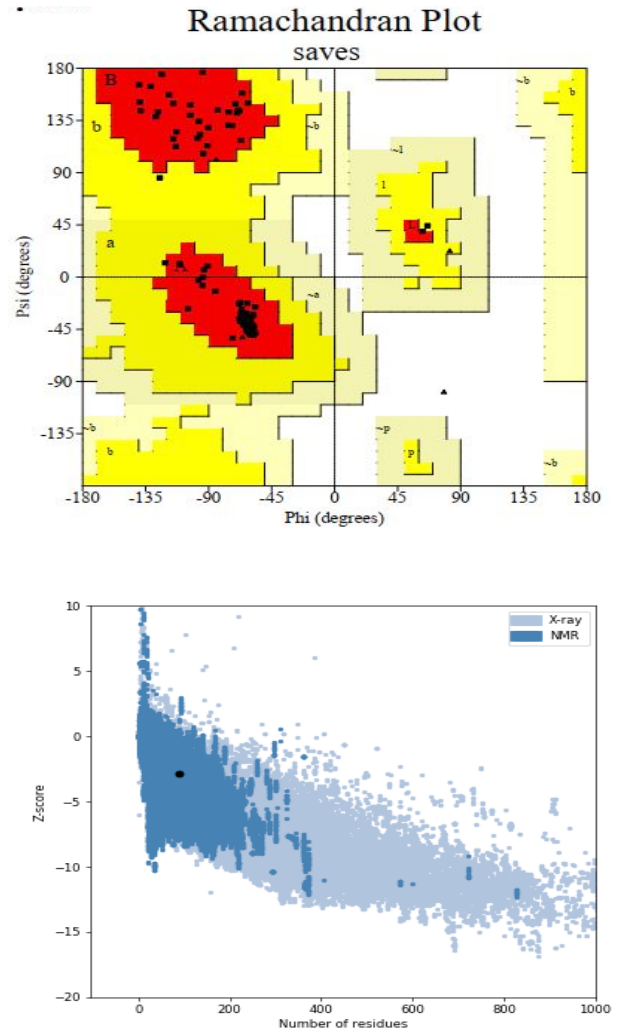 Ramachandran Plot
saves
180
B
~b
b
135
b
~b
~l
90
l
45
a
L
A
0
~a
-45
-90
-135
~b
~p
b
p
~b
-180
-135
-90
-45
0
45
90
135
180
Psi (degrees)
Phi (degrees)
10
X-ray
NMR
5
0
-5
-10
-15
-20
0
200
400
600
800
1000
Z-score
Number of residues